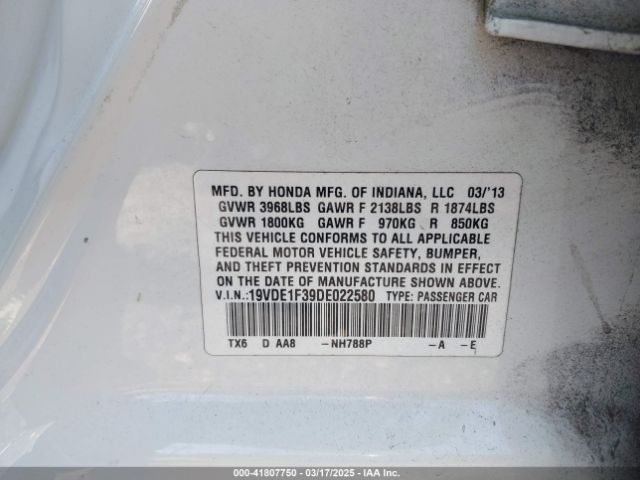 MFD. BY HONDA MFG. OF INDIANA, LLC 03/'13
GVWR 3968LBS GAWR F 2138LBS R 1874LBS
GVWR 1800KG GAWR F 970KG R 850KG
THIS VEHICLE CONFORMS TO ALL APPLICABLE
FEDERAL MOTOR VEHICLE SAFETY, BUMPER,
AND THEFT PREVENTION STANDARDS IN EFFECT
ON THE DATE OF MANUFACTURE SHOWN ABOVE.
V.I.N.: 19VDE1F39DE022580 TYPE: PASSENGER CAR
TX6 D AA8 -NH788P -A -E
000-41807750 — 03/17/2025 — IAA Inc.